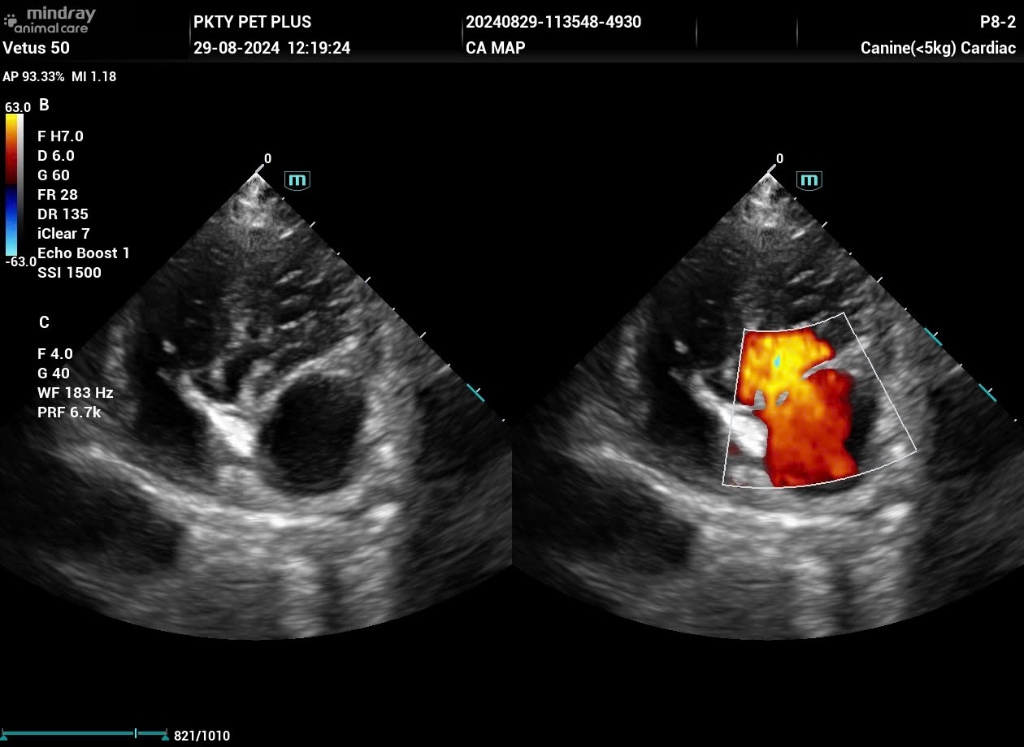 mindray
animal care
Vetus 50
PKTY PET PLUS
29-08-2024 12:19:24
20240829-113548-4930
CA MAP
P8-2
Canine(<5kg) Cardiac
AP 93.33% MI 1.18
63.0
B
F H7.0
D 6.0
G 60
FR 28
DR 135
iClear 7
Echo Boost 1
-63.0
SSI 1500
C
F 4.0
G 40
WF 183 Hz
PRF 6.7k
0
m
0
m
821/1010